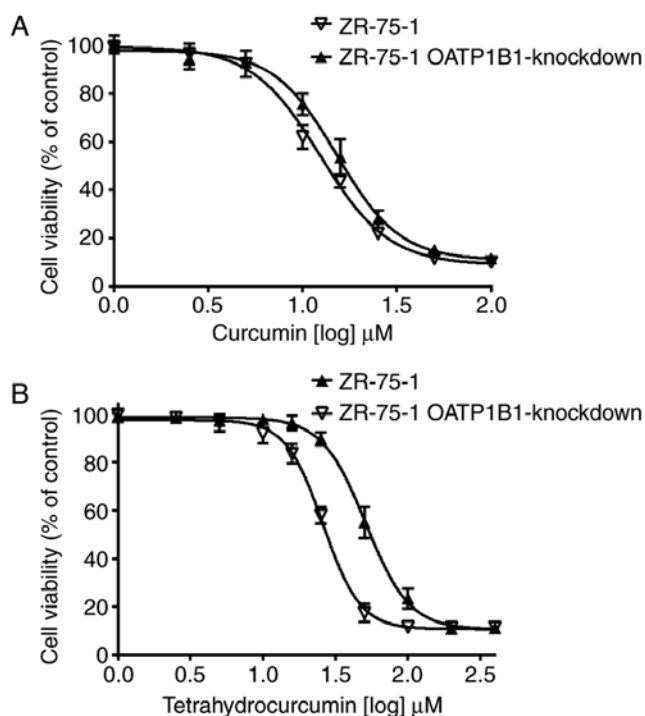 A
ZR-75-1
ZR-75-1 OATP1B1-knockdown
Cell viability (% of control)
100
80
60
40
20
0
0.0 0.5 1.0 1.5 2.0
Curcumin [log] μM
B
ZR-75-1
ZR-75-1 OATP1B1-knockdown
Cell viability (% of control)
100
80
60
40
20
0
0.0 0.5 1.0 1.5 2.0 2.5
Tetrahydrocurcumin [log] μM